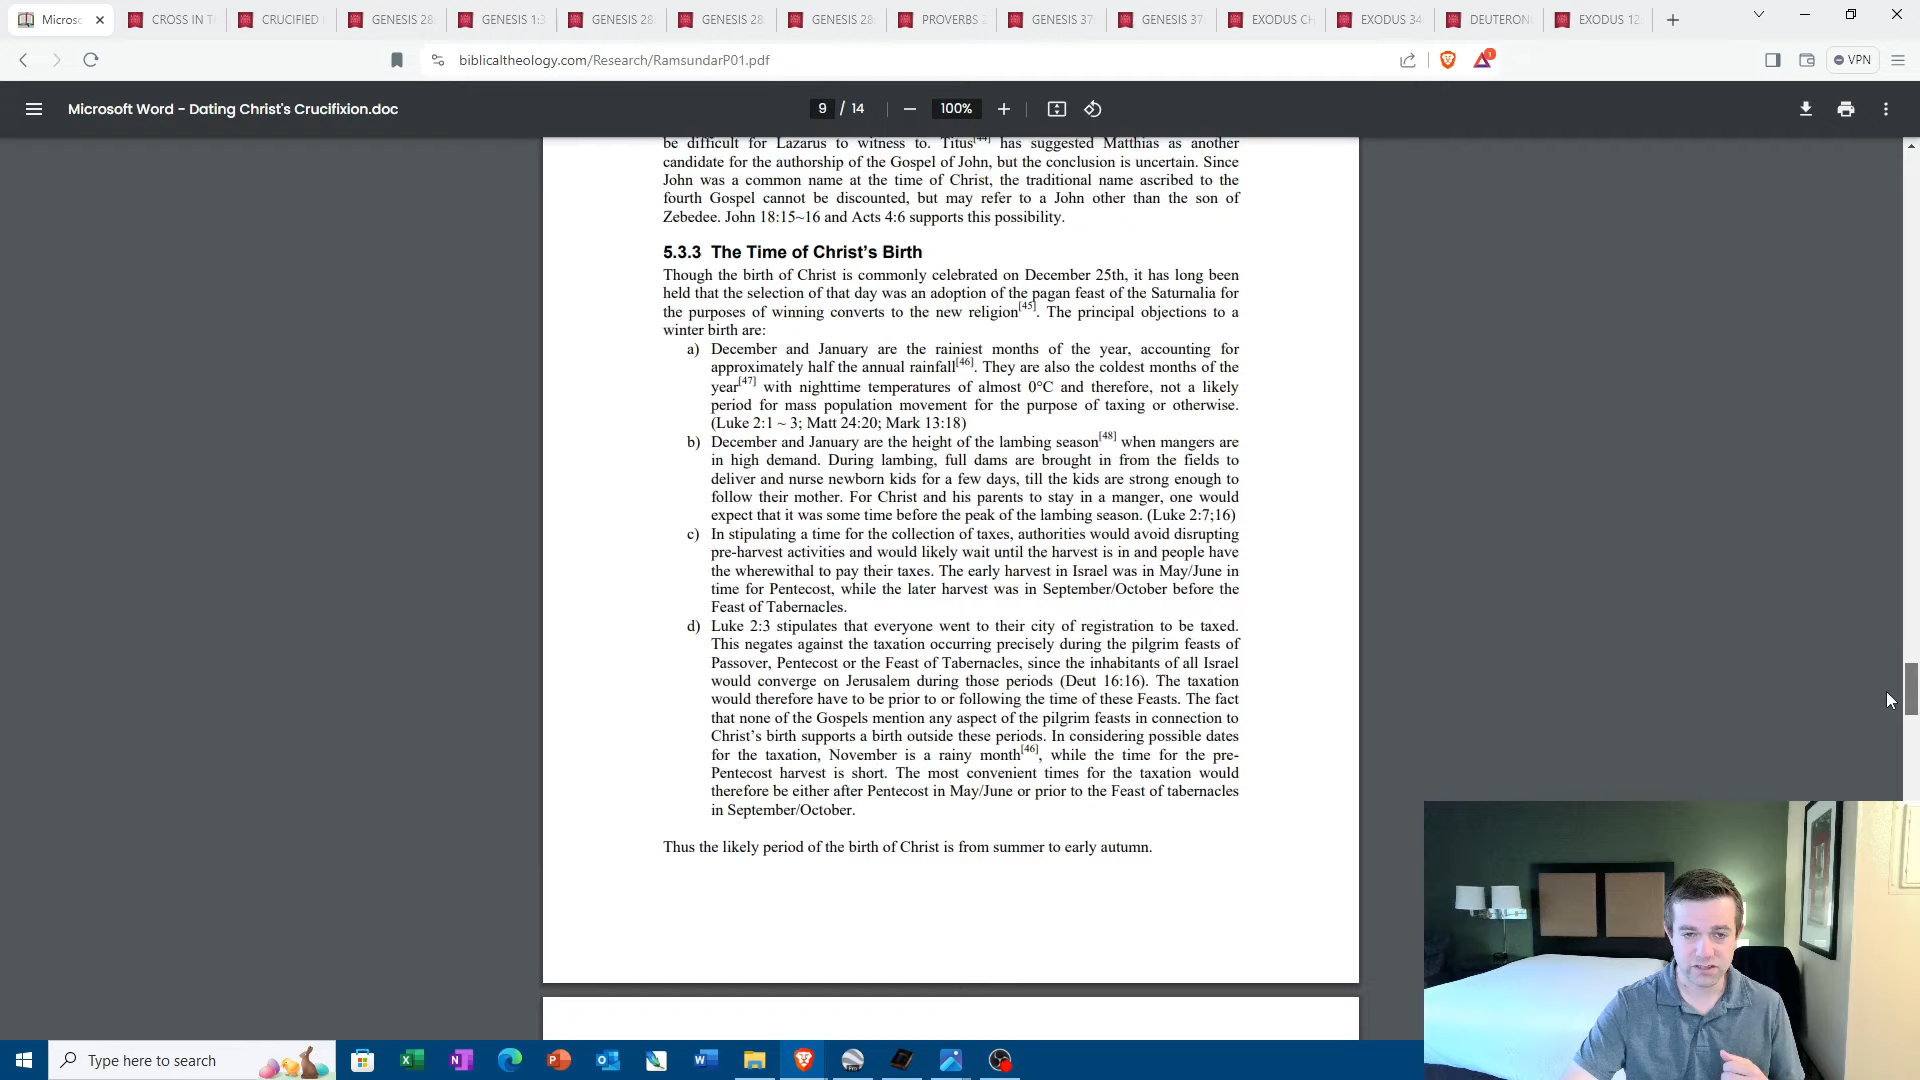 Microsc
CROSS IN T
CRUCIFIED
GENESIS 28
GENESIS 1:3
GENESIS 28
GENESIS 28
GENESIS 28
PROVERBS 2
GENESIS 37
GENESIS 37
EXODUS CH
EXODUS 34
DEUTERON
EXODUS 12
biblicaltheology.com/Research/RamsundarP01.pdf
1
VPN
Microsoft Word - Dating Christ's Crucifixion.doc
9 / 14
100%
be difficult for Lazarus to witness to. Titus[44] has suggested Matthias as another
candidate for the authorship of the Gospel of John, but the conclusion is uncertain. Since
John was a common name at the time of Christ, the traditional name ascribed to the
fourth Gospel cannot be discounted, but may refer to a John other than the son of
Zebedee. John 18:15~16 and Acts 4:6 supports this possibility.
5.3.3 The Time of Christ's Birth
Though the birth of Christ is commonly celebrated on December 25th, it has long been
held that the selection of that day was an adoption of the pagan feast of the Saturnalia for
the purposes of winning converts to the new religion[45]. The principal objections to a
winter birth are:
a) December and January are the rainiest months of the year, accounting for
approximately half the annual rainfall[46]. They are also the coldest months of the
year[47] with nighttime temperatures of almost 0°C and therefore, not a likely
period for mass population movement for the purpose of taxing or otherwise.
(Luke 2:1 ~ 3; Matt 24:20; Mark 13:18)
b) December and January are the height of the lambing season[48] when mangers are
in high demand. During lambing, full dams are brought in from the fields to
deliver and nurse newborn kids for a few days, till the kids are strong enough to
follow their mother. For Christ and his parents to stay in a manger, one would
expect that it was some time before the peak of the lambing season. (Luke 2:7;16)
c) In stipulating a time for the collection of taxes, authorities would avoid disrupting
pre-harvest activities and would likely wait until the harvest is in and people have
the wherewithal to pay their taxes. The early harvest in Israel was in May/June in
time for Pentecost, while the later harvest was in September/October before the
Feast of Tabernacles.
d) Luke 2:3 stipulates that everyone went to their city of registration to be taxed.
This negates against the taxation occurring precisely during the pilgrim feasts of
Passover, Pentecost or the Feast of Tabernacles, since the inhabitants of all Israel
would converge on Jerusalem during those periods (Deut 16:16). The taxation
would therefore have to be prior to or following the time of these Feasts. The fact
that none of the Gospels mention any aspect of the pilgrim feasts in connection to
Christ's birth supports a birth outside these periods. In considering possible dates
for the taxation, November is a rainy month[46], while the time for the pre-
Pentecost harvest is short. The most convenient times for the taxation would
therefore be either after Pentecost in May/June or prior to the Feast of tabernacles
in September/October.
Thus the likely period of the birth of Christ is from summer to early autumn.
Type here to search